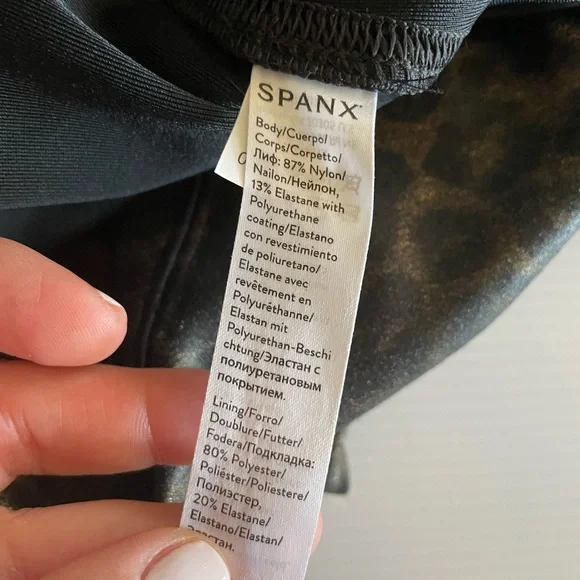 SPANX
Body/Cuerpo/
Corps/Corpetto/
Лиф: 87% Nylon/
Nailon/Нейлон,
13% Elastane with
Polyurethane
coating/Elastano
con revestimiento
de poliuretano/
Elastane avec
revêtement en
Polyuréthanne/
Elastan mit
Polyurethan-Beschi
chtung/Эластан с
полиуретановым
покрытием.
Lining/Forro/
Doublure/Futter/
Fodera/Подкладка:
80% Polyester/
Poliéster/Poliestere/
Полиэстер,
20% Elastane/
Elastano/Elastan/
Эластан.